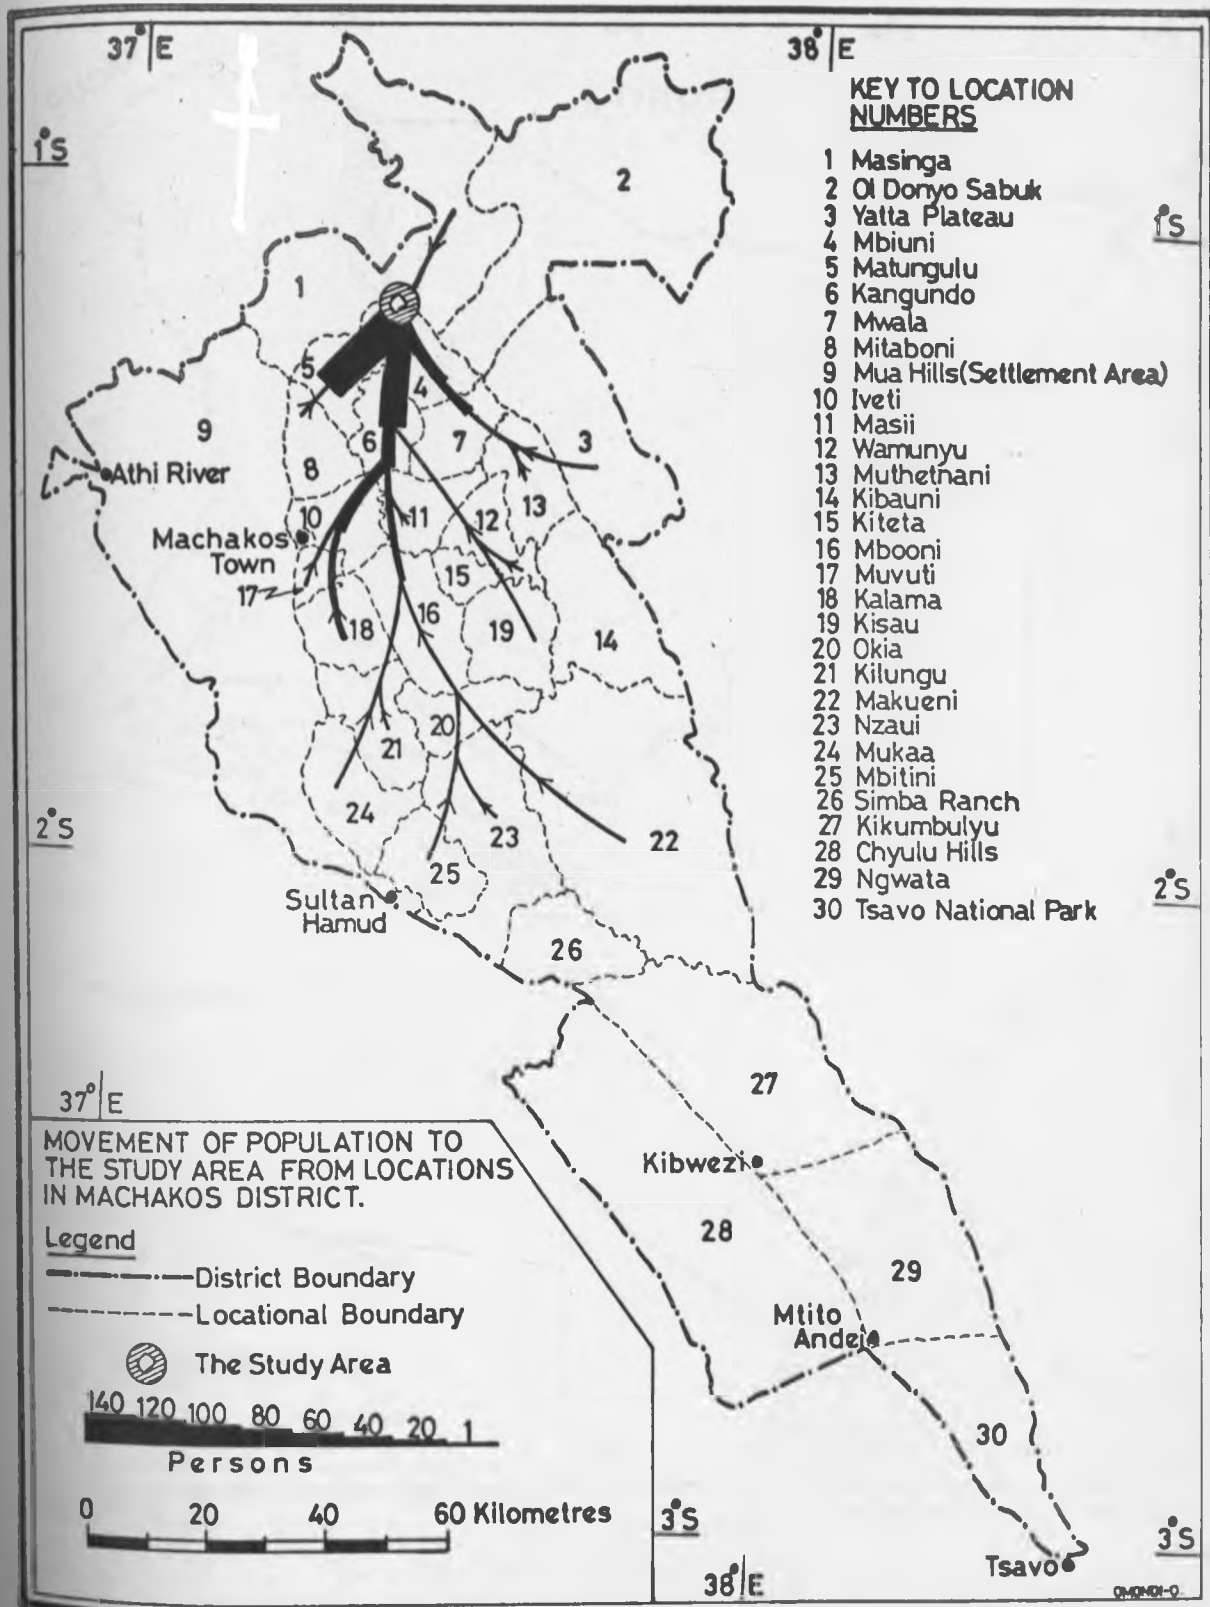 37°E
38°E
1°S
KEY TO LOCATION
NUMBERS
1 Masinga
2 Ol Donyo Sabuk
3 Yatta Plateau
4 Mbiuni
5 Matungulu
6 Kangundo
7 Mwala
8 Mitaboni
9 Mua Hills(Settlement Area)
10 Iveti
11 Masii
12 Wamunyu
13 Muthetnani
14 Kibauni
15 Kiteta
16 Mbooni
17 Muvuti
18 Kalama
19 Kisau
20 Okia
21 Kilungu
22 Makueni
23 Nzaui
24 Mukaa
25 Mbitini
26 Simba Ranch
27 Kikumbulyu
28 Chyulu Hills
29 Ngwata
30 Tsavo National Park
1°S
2
2
1
5
4
9
6
7
3
8
Athi River
10
11
12
13
Machakos
Town
15
17
16
18
19
14
20
21
24
23
22
2°S
25
2°S
Sultan
Hamud
26
27
37°E
Kibwezi
28
29
Mtito
Andei
30
3°S
3°S
Tsavo
38°E
MOVEMENT OF POPULATION TO
THE STUDY AREA FROM LOCATIONS
IN MACHAKOS DISTRICT.
Legend
District Boundary
Locational Boundary
The Study Area
140 120 100 80 60 40 20 1
Persons
0 20 40 60 Kilometres
OMONDI-O